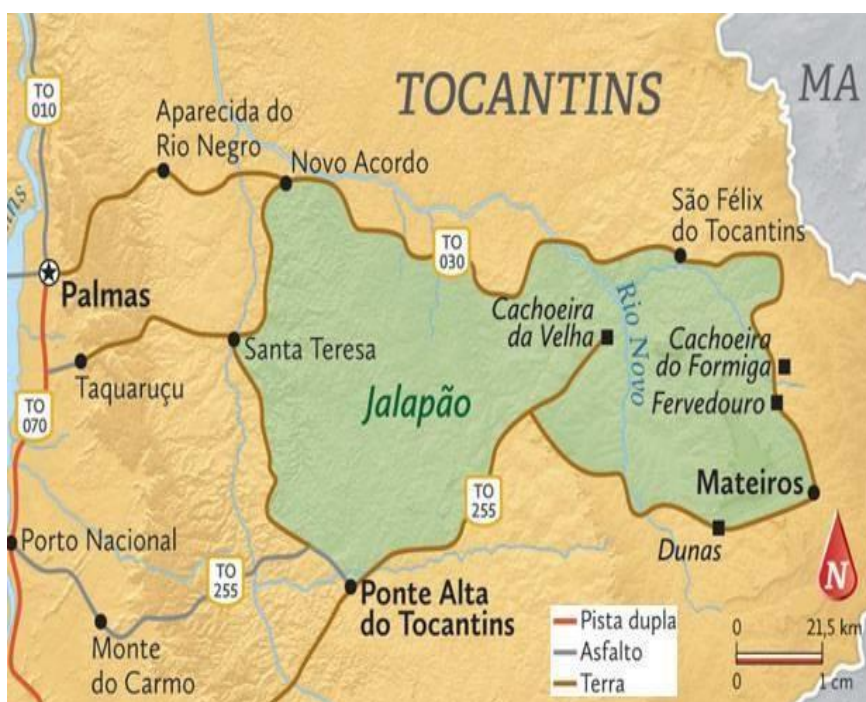 TO
010
TOCANTINS
MA
Aparecida do
Rio Negro
Novo Acordo
São Félix
do Tocantins
TO
030
Palmas
Cachoeira
da Velha
Rio Novo
Cachoeira
do Formiga
Santa Teresa
Taquaruçu
Jalapão
Fervedouro
TO
070
Mateiros
TO
255
Dunas
Porto Nacional
TO
255
N
Ponte Alta
do Tocantins
Monte
do Carmo
Pista dupla
Asfalto
Terra
0 21,5 km
0 1 cm